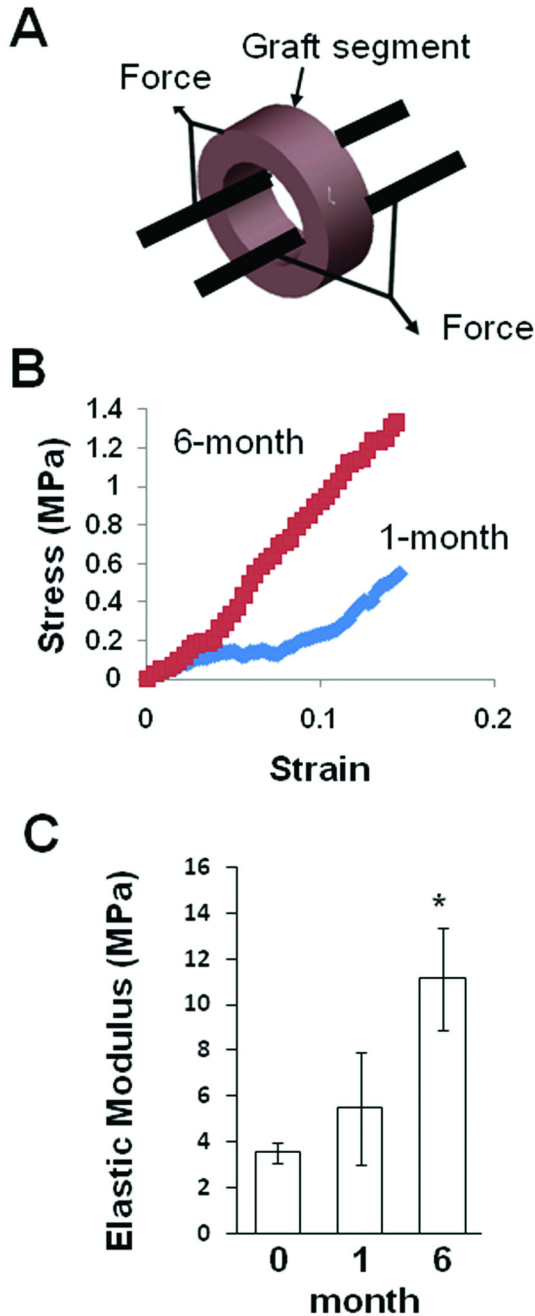 A
Graft segment
Force
Force
B
Stress (MPa)
1.4
1.2
1
0.8
0.6
0.4
0.2
0
6-month
1-month
0
0.1
0.2
Strain
C
Elastic Modulus (MPa)
16
14
12
10
8
6
4
2
0
*
0
1
6
month